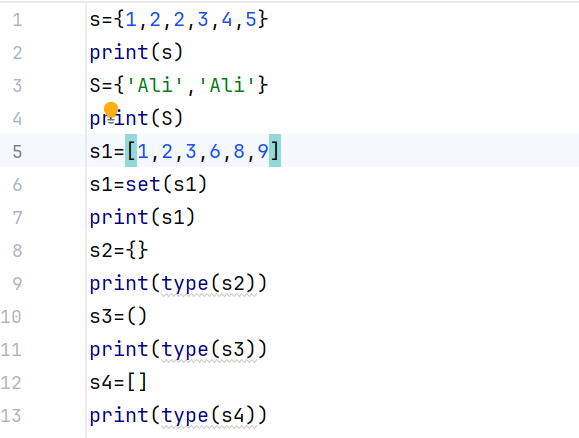 1 s={1,2,2,3,4,5}
2 print(s)
3 S={'Ali','Ali'}
4 print(S)
5 s1=[1,2,3,6,8,9]
6 s1=set(s1)
7 print(s1)
8 s2={}
9 print(type(s2))
10 s3=()
11 print(type(s3))
12 s4=[]
13 print(type(s4))